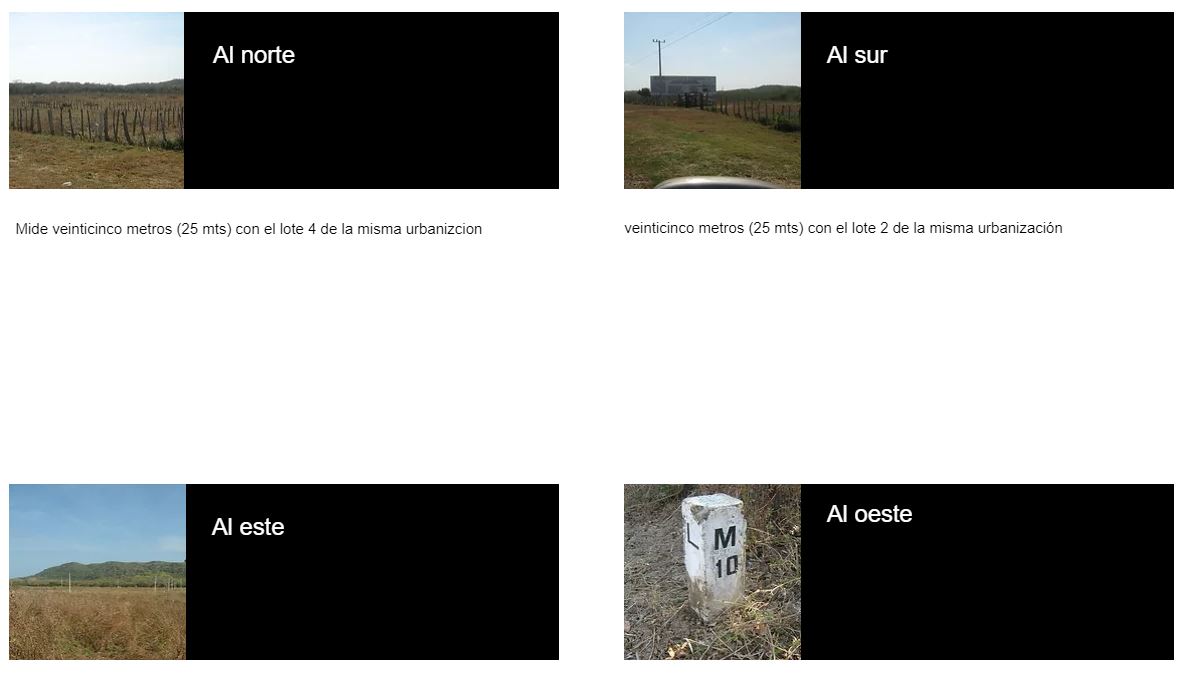 Al norte
Al sur
Mide veinticinco metros (25 mts) con el lote 4 de la misma urbanizcion
veinticinco metros (25 mts) con el lote 2 de la misma urbanización
Al este
Al oeste
L
M
10